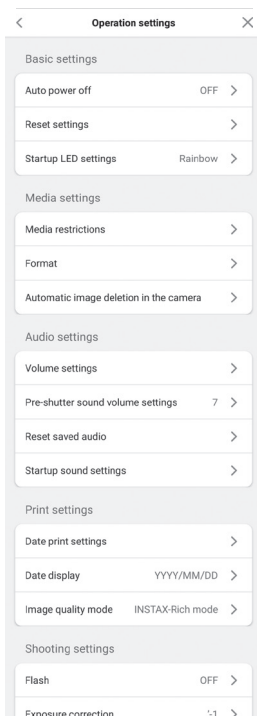 Operation settings
Basic settings
Auto power off OFF
Reset settings
Startup LED settings Rainbow
Media settings
Media restrictions
Format
Automatic image deletion in the camera
Audio settings
Volume settings
Pre-shutter sound volume settings 7
Reset saved audio
Startup sound settings
Print settings
Date print settings
Date display YYYY/MM/DD
Image quality mode INSTAX-Rich mode
Shooting settings
Flash OFF
Exposure correction '-1